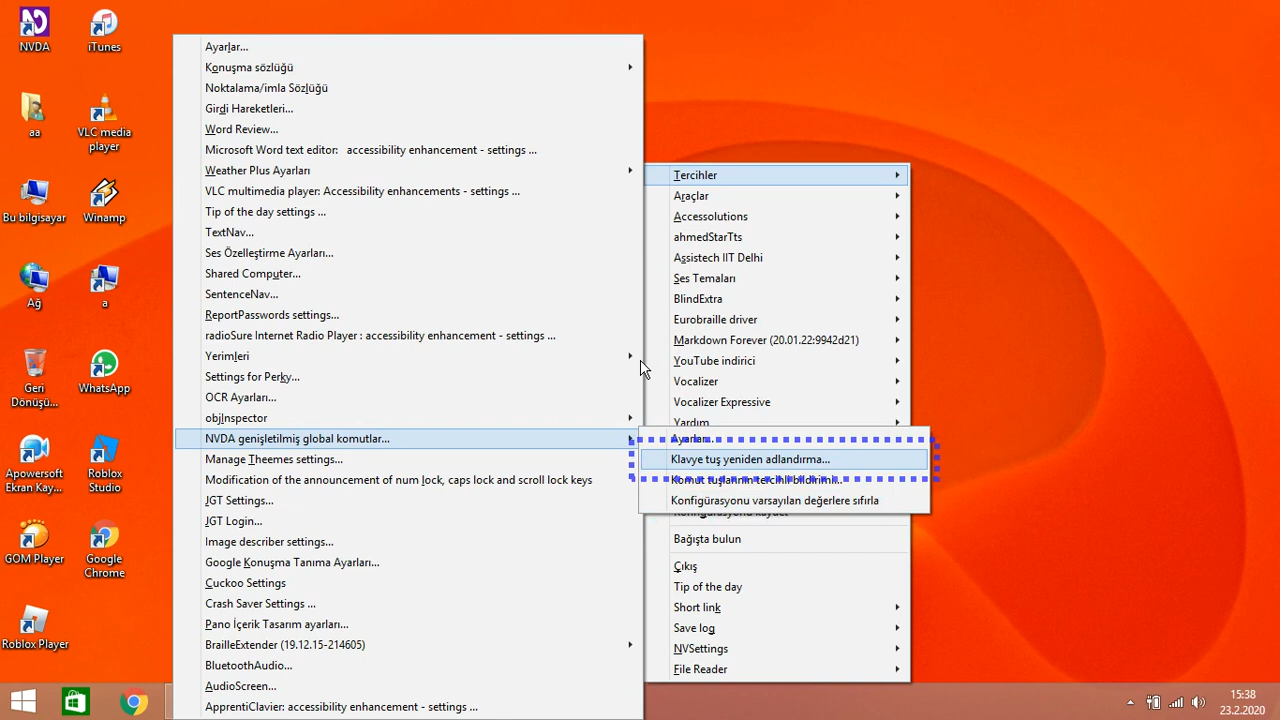 NVDA
iTunes
aa
VLC media
player
Bu bilgisayar
Winamp
Ağ
a
Geri
Dönüşü...
WhatsApp
Apowersoft
Ekran Kay...
Roblox
Studio
GOM Player
Google
Chrome
Roblox Player
Ayarlar...
Konuşma sözlüğü
Noktalama/imla Sözlüğü
Girdi Hareketleri...
Word Review...
Microsoft Word text editor: accessibility enhancement - settings ...
Weather Plus Ayarları
VLC multimedia player: Accessibility enhancements - settings ...
Tip of the day settings ...
TextNav...
Ses Özelleştirme Ayarları...
Shared Computer...
SentenceNav...
ReportPasswords settings...
radioSure Internet Radio Player : accessibility enhancement - settings ...
Yerimleri
Settings for Perky...
OCR Ayarları...
objInspector
NVDA genişletilmiş global komutlar...
Manage Theemes settings...
Modification of the announcement of num lock, caps lock and scroll lock keys
JGT Settings...
JGT Login...
Image describer settings...
Google Konuşma Tanıma Ayarları...
Cuckoo Settings
Crash Saver Settings ...
Pano İçerik Tasarım ayarları...
BrailleExtender (19.12.15-214605)
BluetoothAudio...
AudioScreen...
ApprentiClavier: accessibility enhancement - settings ...
Tercihler
Araçlar
Accessolutions
ahmedStarTts
Assistech IIT Delhi
Ses Temaları
BlindExtra
Eurobraille driver
Markdown Forever (20.01.22:9942d21)
YouTube indirici
Vocalizer
Vocalizer Expressive
Yardım
Ayarları...
Klavye tuş yeniden adlandırma...
Komut tuşlarının tercihli bildirimi...
Konfigürasyonu varsayılan değerlere sıfırla
Konfigürasyonu kaydet
Bağışta bulun
Çıkış
Tip of the day
Short link
Save log
NVSettings
File Reader
15:38
23.2.2020